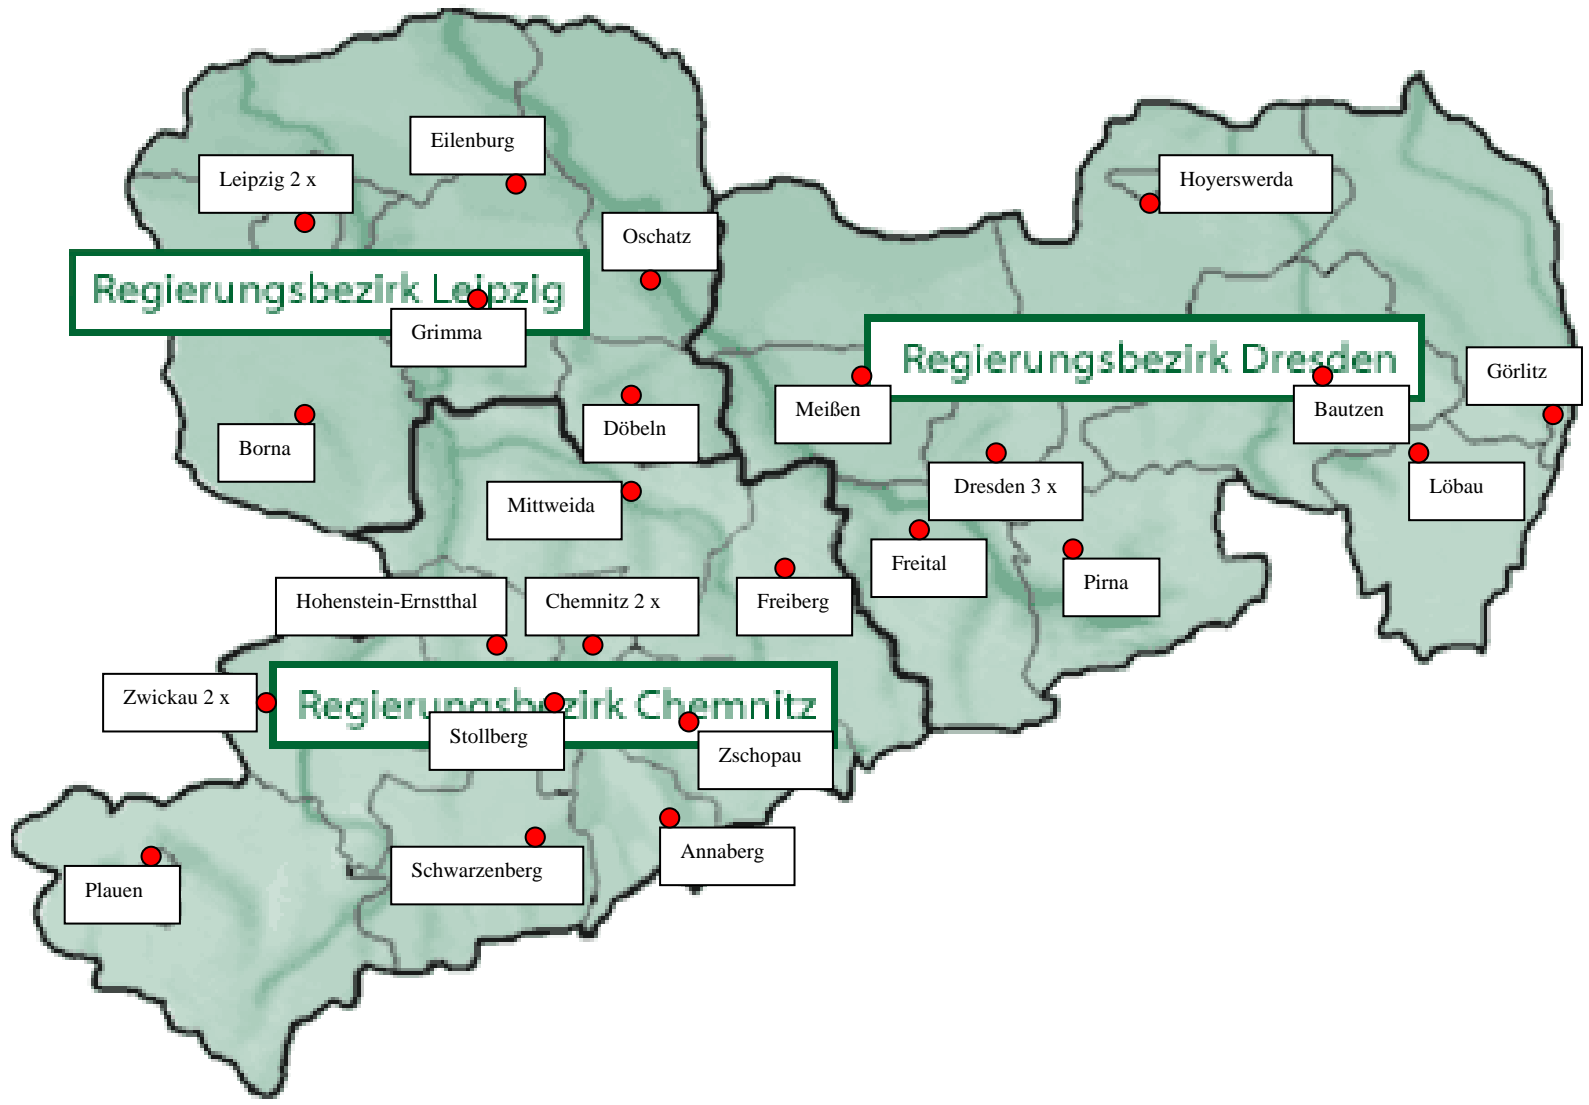 Eilenburg
Leipzig 2 x
Hoyerswerda
Oschatz
Regierungsbezirk Leipzig
Grimma
Regierungsbezirk Dresden
Görlitz
Meißen
Bautzen
Döbeln
Borna
Dresden 3 x
Löbau
Mittweida
Freital
Pirna
Hohenstein-Ernstthal
Chemnitz 2 x
Freiberg
Zwickau 2 x
Regierungsbezirk Chemnitz
Stollberg
Zschopau
Annaberg
Schwarzenberg
Plauen